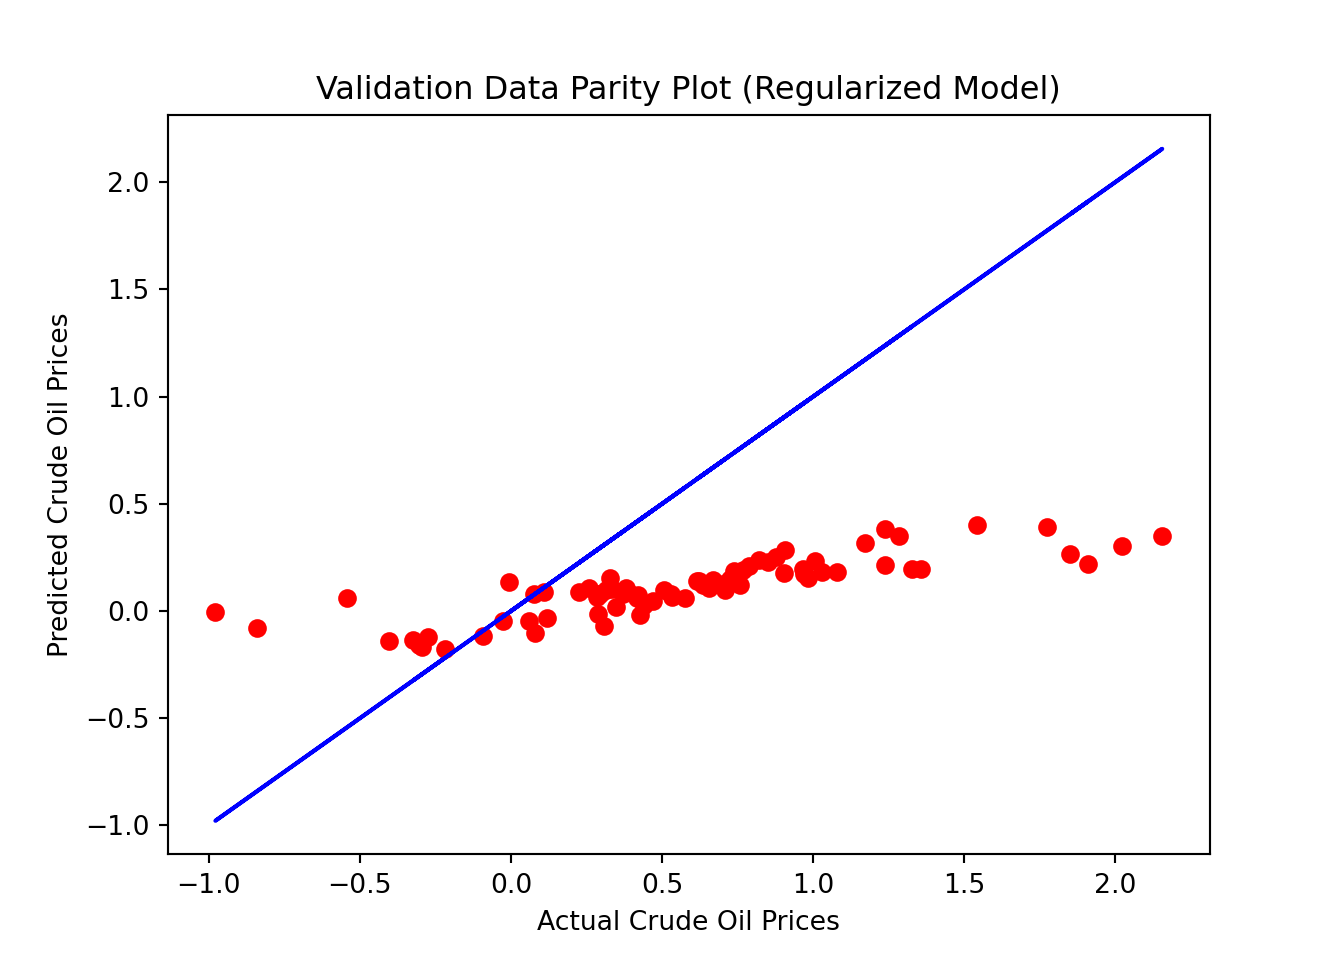 Validation Data Parity Plot (Regularized Model)
2.0
1.5
1.0
0.5
0.0
−0.5
−1.0
Predicted Crude Oil Prices
−1.0 −0.5 0.0 0.5 1.0 1.5 2.0
Actual Crude Oil Prices